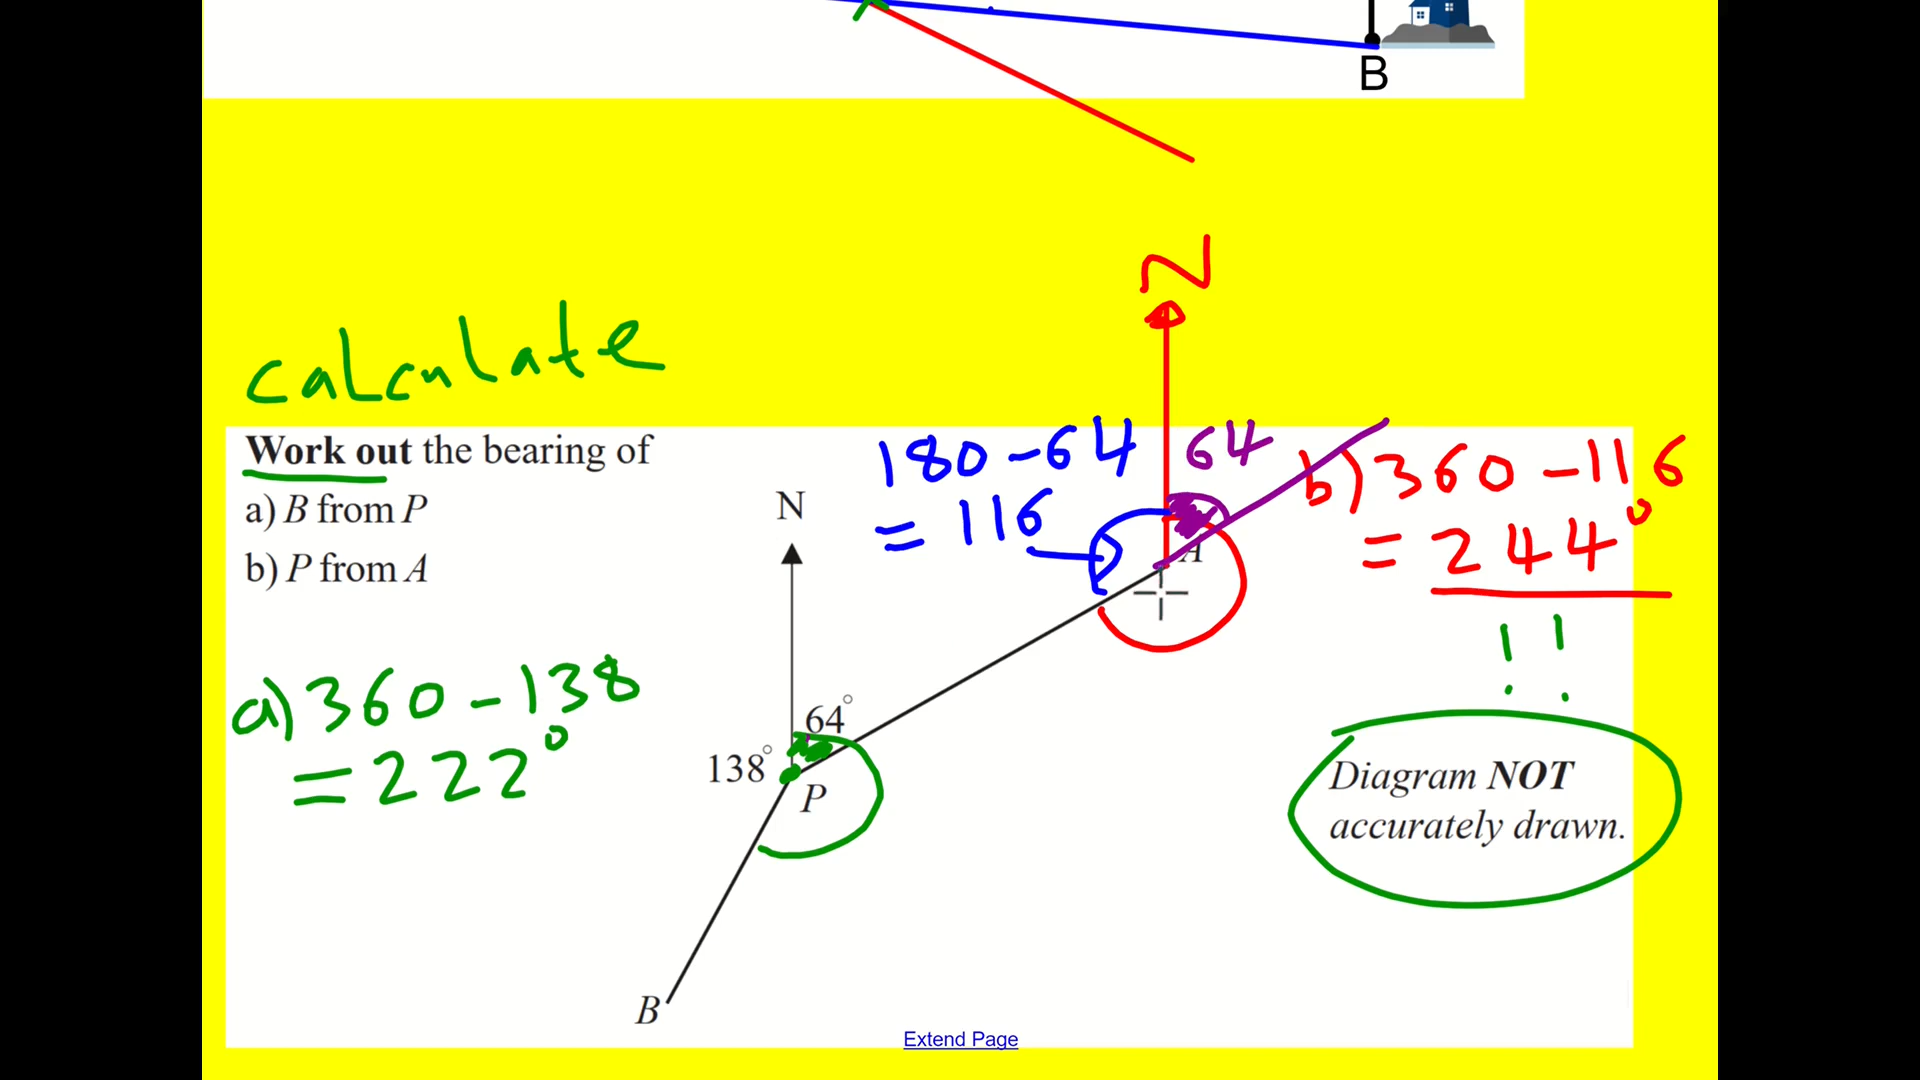 B
N
calculate
Work out the bearing of
a) B from P
b) P from A
N
180-64
= 116
64
b) 360 - 116
= 244°
A
! !
a) 360 - 138
= 222°
64°
138°
P
Diagram NOT
accurately drawn.
B
Extend Page